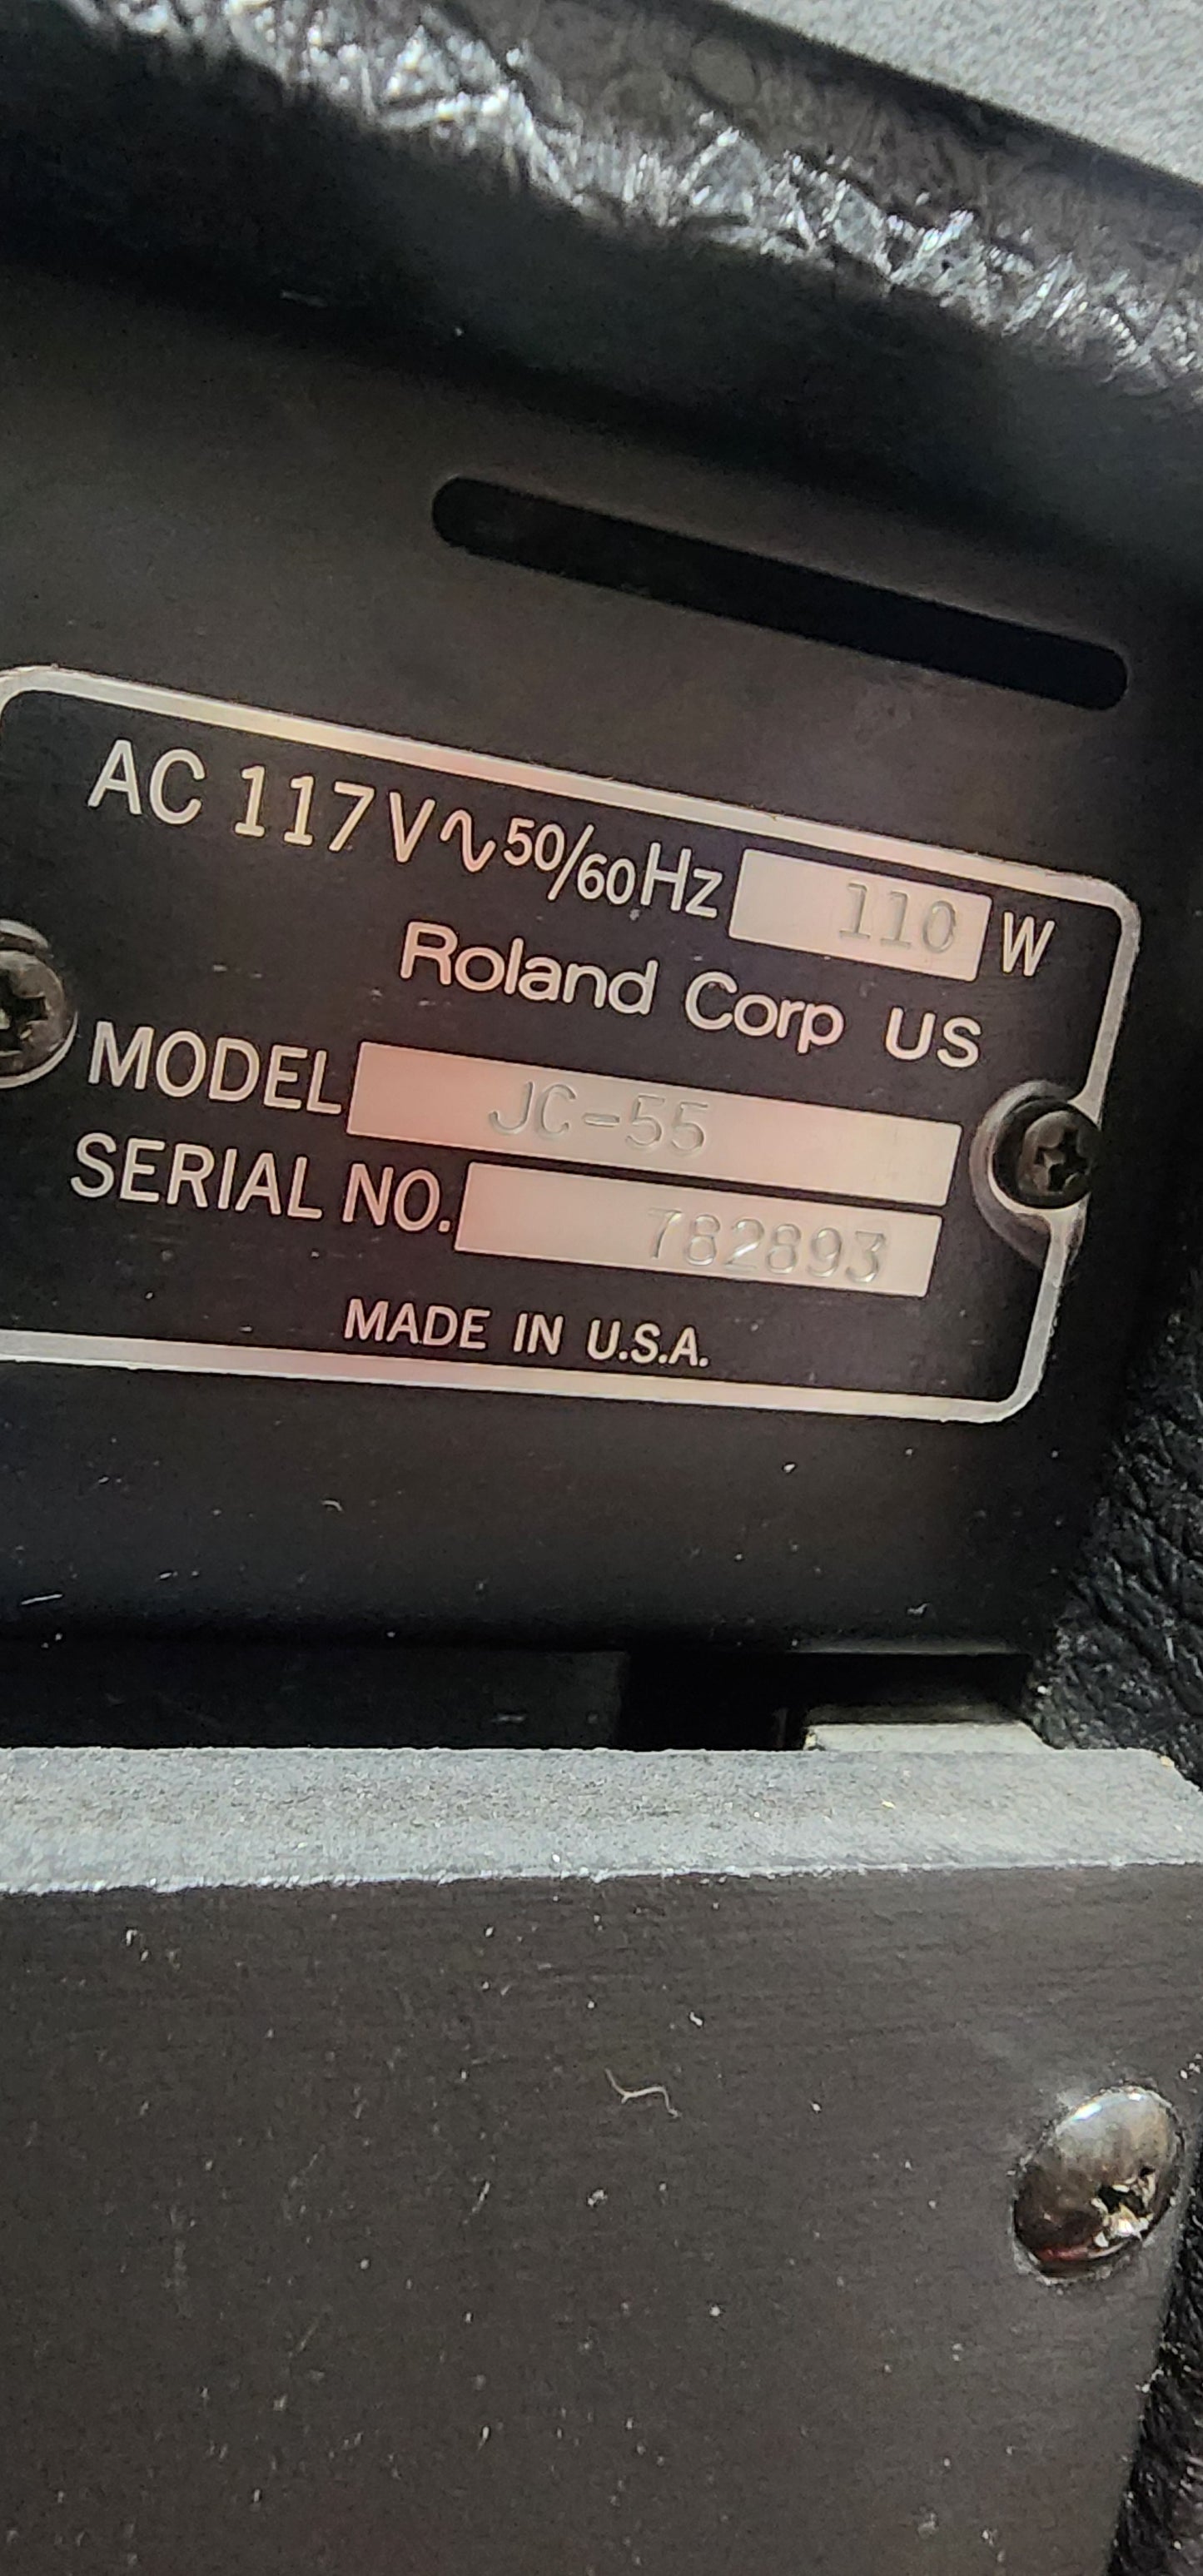 AC 117V∿50/60Hz 110 W
Roland Corp US
MODEL JC-55
SERIAL NO. 782893
MADE IN U.S.A.